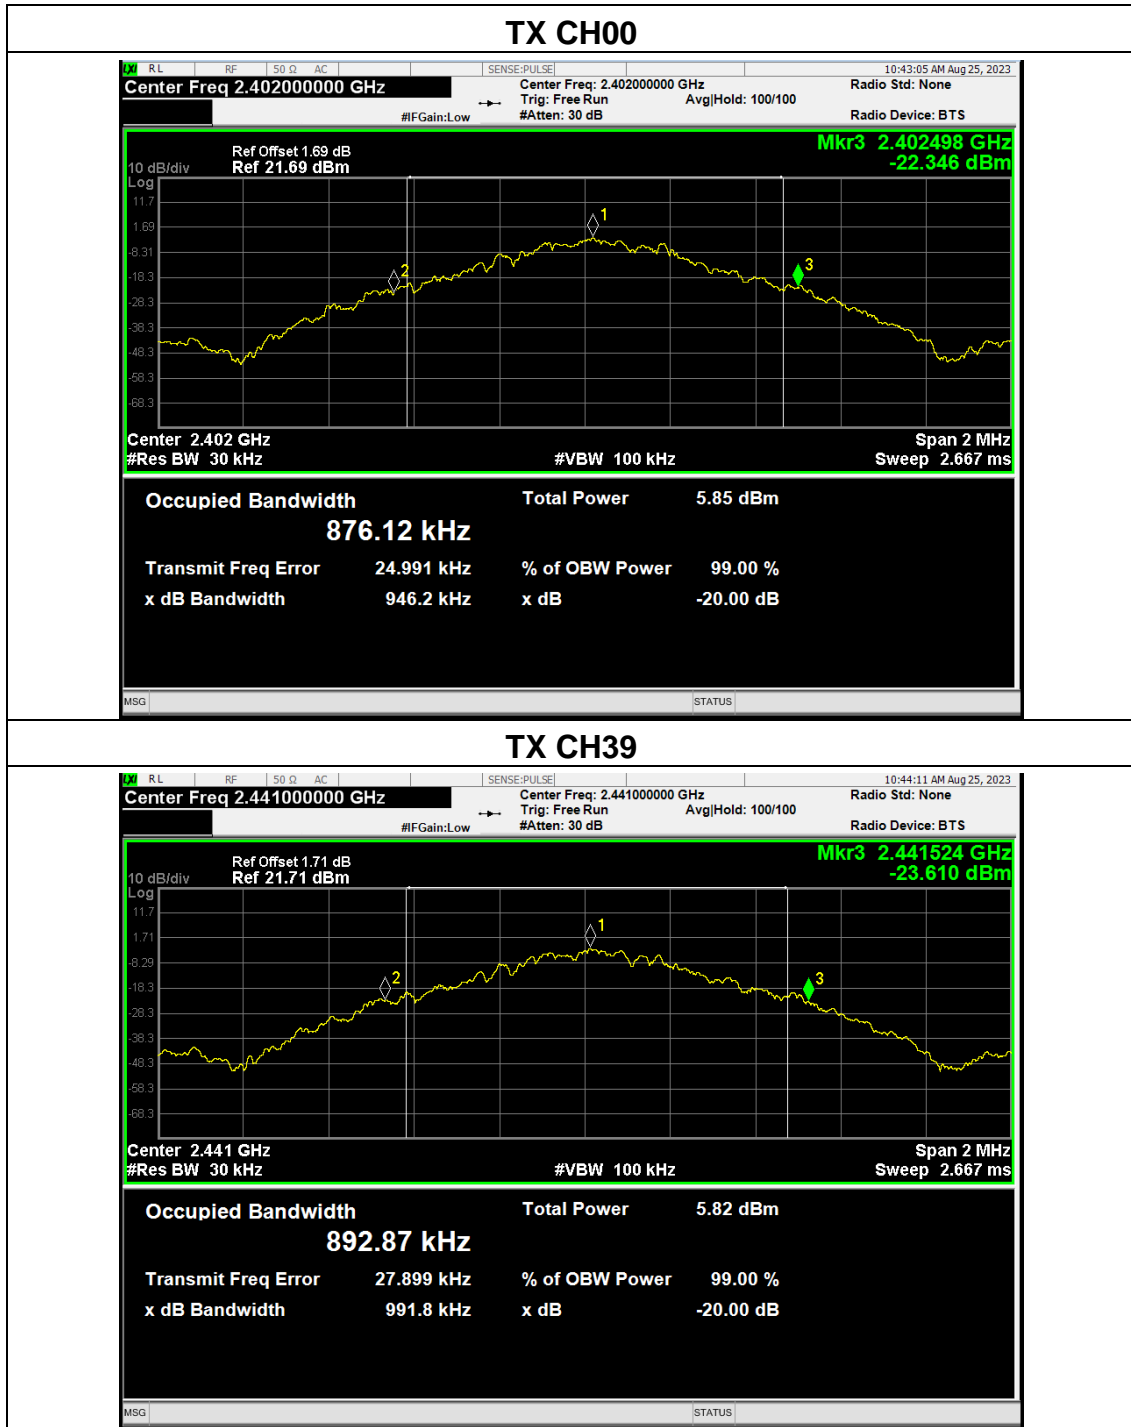 TX CH00
LXI RL RF 50 Ω AC SENSE:PULSE 10:43:05 AM Aug 25, 2023
Center Freq 2.402000000 GHz Center Freq: 2.402000000 GHz Radio Std: None
Trig: Free Run Avg|Hold: 100/100
#IFGain:Low #Atten: 30 dB Radio Device: BTS
Mkr3 2.402498 GHz
-22.346 dBm
Ref Offset 1.69 dB
10 dB/div Ref 21.69 dBm
Log
11.7
1.69
-8.31
-18.3
-28.3
-38.3
-48.3
-58.3
-68.3
1
2
3
Center 2.402 GHz Span 2 MHz
#Res BW 30 kHz #VBW 100 kHz Sweep 2.667 ms
Occupied Bandwidth Total Power 5.85 dBm
876.12 kHz
Transmit Freq Error 24.991 kHz % of OBW Power 99.00 %
x dB Bandwidth 946.2 kHz x dB -20.00 dB
MSG STATUS
TX CH39
LXI RL RF 50 Ω AC SENSE:PULSE 10:44:11 AM Aug 25, 2023
Center Freq 2.441000000 GHz Center Freq: 2.441000000 GHz Radio Std: None
Trig: Free Run Avg|Hold: 100/100
#IFGain:Low #Atten: 30 dB Radio Device: BTS
Mkr3 2.441524 GHz
-23.610 dBm
Ref Offset 1.71 dB
10 dB/div Ref 21.71 dBm
Log
11.7
1.71
-8.29
-18.3
-28.3
-38.3
-48.3
-58.3
-68.3
1
2
3
Center 2.441 GHz Span 2 MHz
#Res BW 30 kHz #VBW 100 kHz Sweep 2.667 ms
Occupied Bandwidth Total Power 5.82 dBm
892.87 kHz
Transmit Freq Error 27.899 kHz % of OBW Power 99.00 %
x dB Bandwidth 991.8 kHz x dB -20.00 dB
MSG STATUS